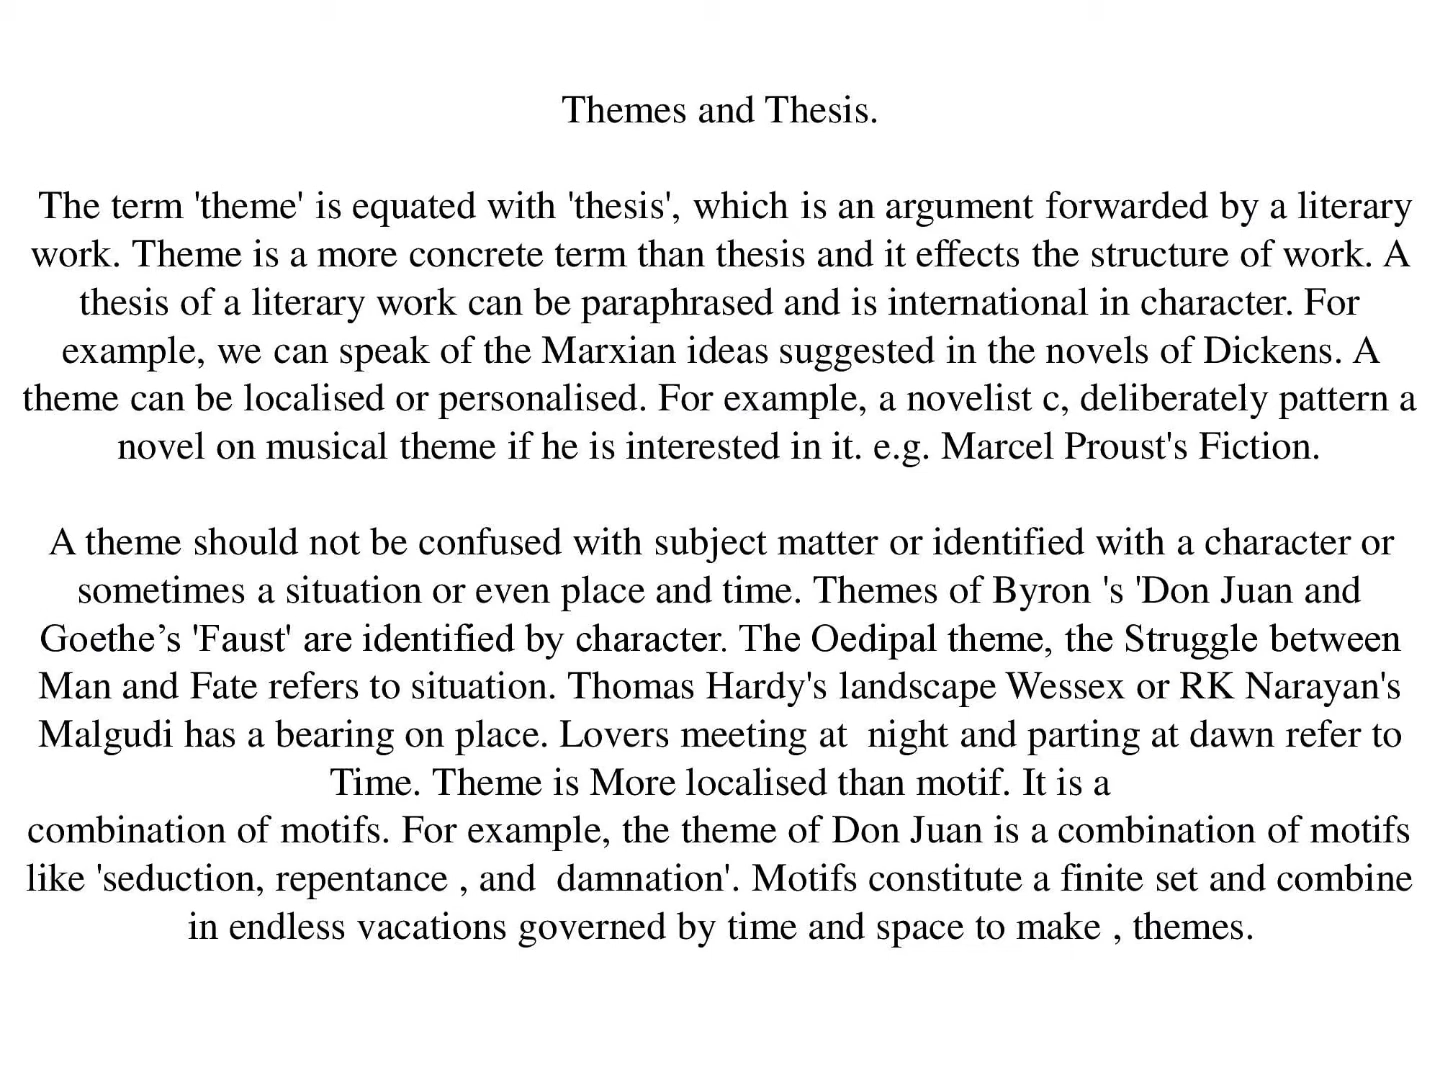 Themes and Thesis.
The term 'theme' is equated with 'thesis', which is an argument forwarded by a literary
work. Theme is a more concrete term than thesis and it effects the structure of work. A
thesis of a literary work can be paraphrased and is international in character. For
example, we can speak of the Marxian ideas suggested in the novels of Dickens. A
theme can be localised or personalised. For example, a novelist c, deliberately pattern a
novel on musical theme if he is interested in it. e.g. Marcel Proust's Fiction.
A theme should not be confused with subject matter or identified with a character or
sometimes a situation or even place and time. Themes of Byron 's 'Don Juan and
Goethe’s 'Faust' are identified by character. The Oedipal theme, the Struggle between
Man and Fate refers to situation. Thomas Hardy's landscape Wessex or RK Narayan's
Malgudi has a bearing on place. Lovers meeting at  night and parting at dawn refer to
Time. Theme is More localised than motif. It is a
combination of motifs. For example, the theme of Don Juan is a combination of motifs
like 'seduction, repentance , and  damnation'. Motifs constitute a finite set and combine
in endless vacations governed by time and space to make , themes.